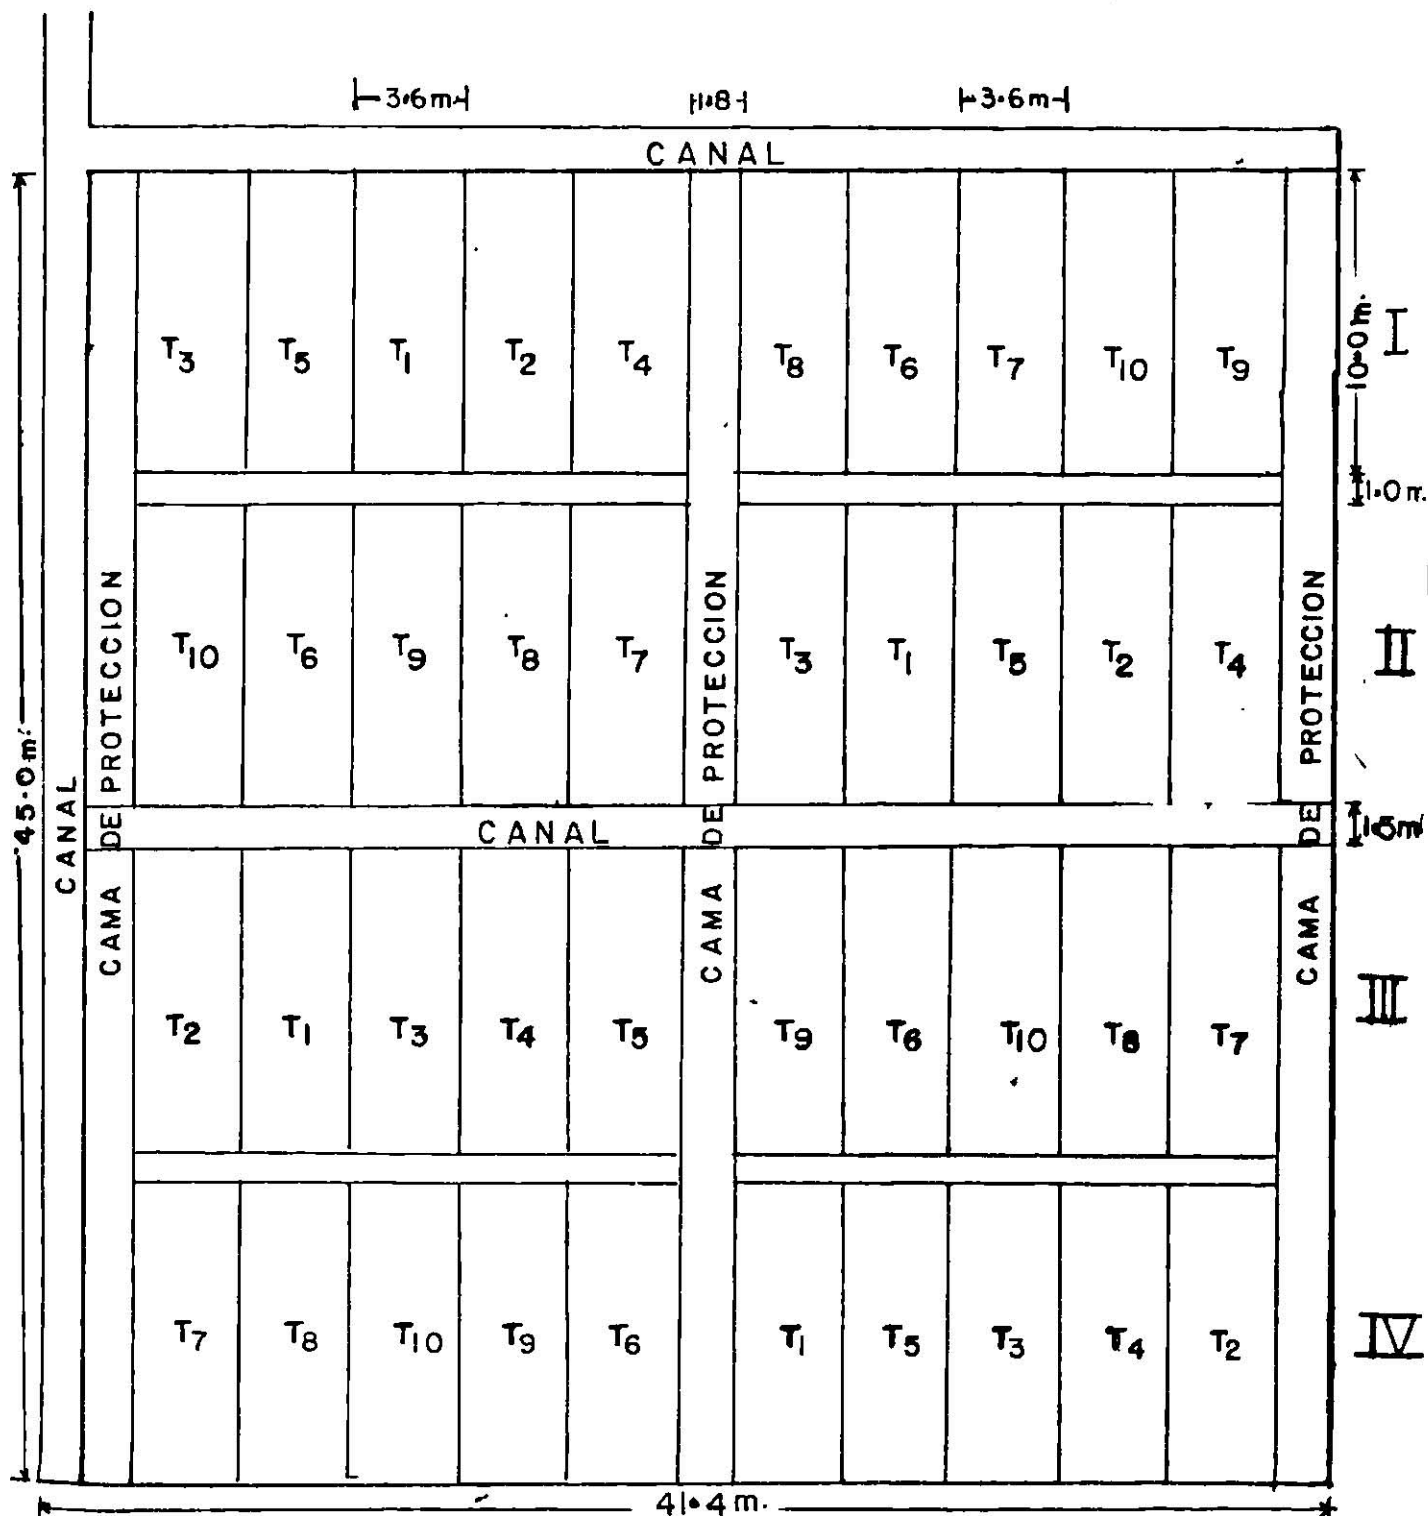 3.6m 1.8 3.6m
CANAL
T3 T5 T1 T2 T4 T8 T6 T7 T10 T9
10.0m.
I
1.0 m.
T10 T6 T9 T8 T7 T3 T1 T5 T2 T4
II
45.0m.
CANAL
CAMA DE PROTECCION
CANAL
CAMA DE PROTECCION
CAMA DE PROTECCION
1.5m
T2 T1 T3 T4 T5 T9 T6 T10 T8 T7
III
T7 T8 T10 T9 T6 T1 T5 T3 T4 T2
IV
41.4m.